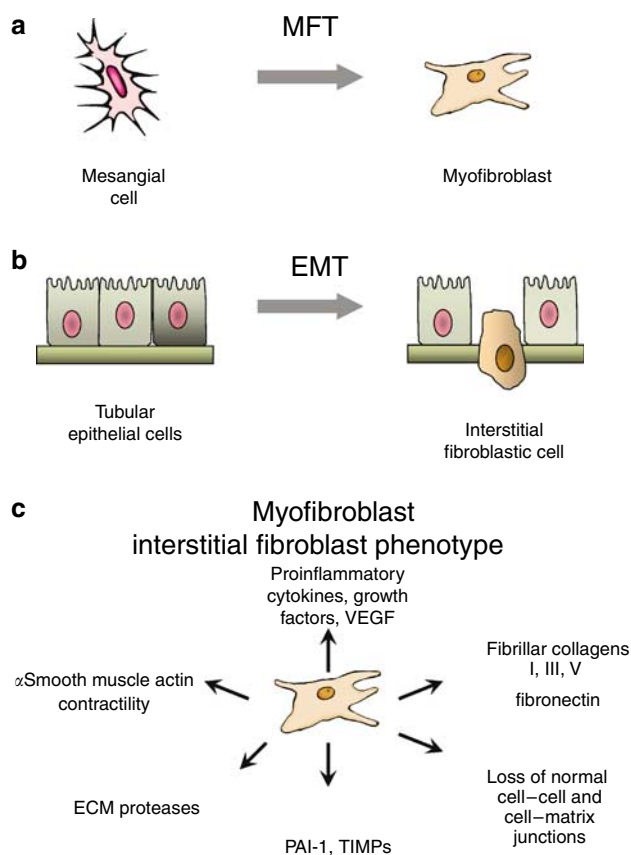 a
MFT
Mesangial
cell
Myofibroblast
b
EMT
Tubular
epithelial cells
Interstitial
fibroblastic cell
c
Myofibroblast
interstitial fibroblast phenotype
Proinflammatory
cytokines, growth
factors, VEGF
αSmooth muscle actin
contractility
Fibrillar collagens
I, III, V
fibronectin
ECM proteases
PAI-1, TIMPs
Loss of normal
cell–cell and
cell–matrix
junctions